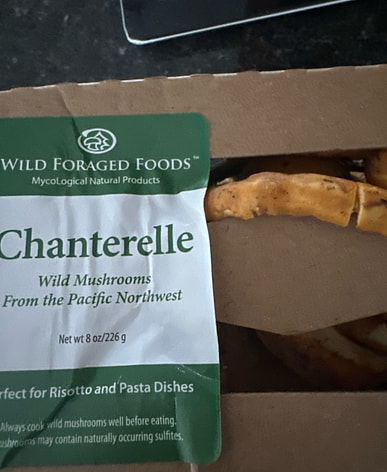 WILD FORAGED FOODS™
MycoLogical Natural Products
Chanterelle
Wild Mushrooms
From the Pacific Northwest
Net wt 8 oz/226 g
rfect for Risotto and Pasta Dishes
Always cook wild mushrooms well before eating.
ushrooms may contain naturally occurring sulfites.